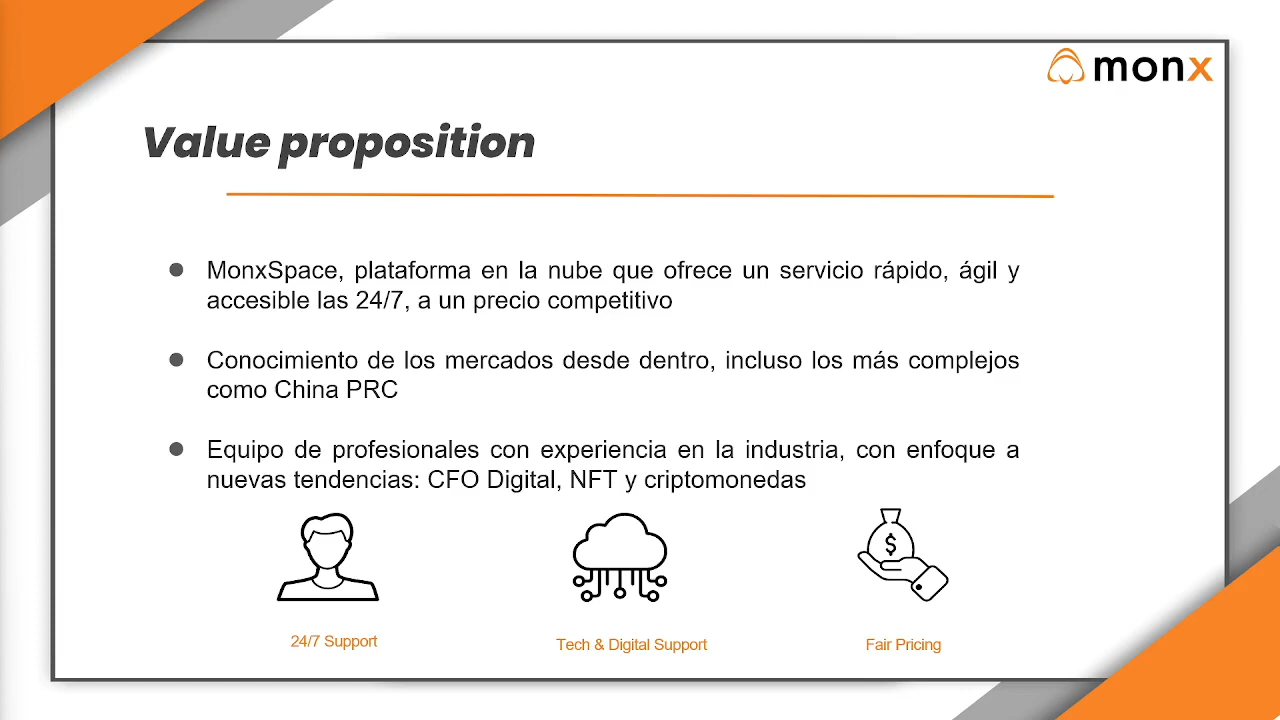 monx
Value proposition
MonxSpace, plataforma en la nube que ofrece un servicio rápido, ágil y
accesible las 24/7, a un precio competitivo
Conocimiento de los mercados desde dentro, incluso los más complejos
como China PRC
Equipo de profesionales con experiencia en la industria, con enfoque a
nuevas tendencias: CFO Digital, NFT y criptomonedas
$
24/7 Support
Tech & Digital Support
Fair Pricing